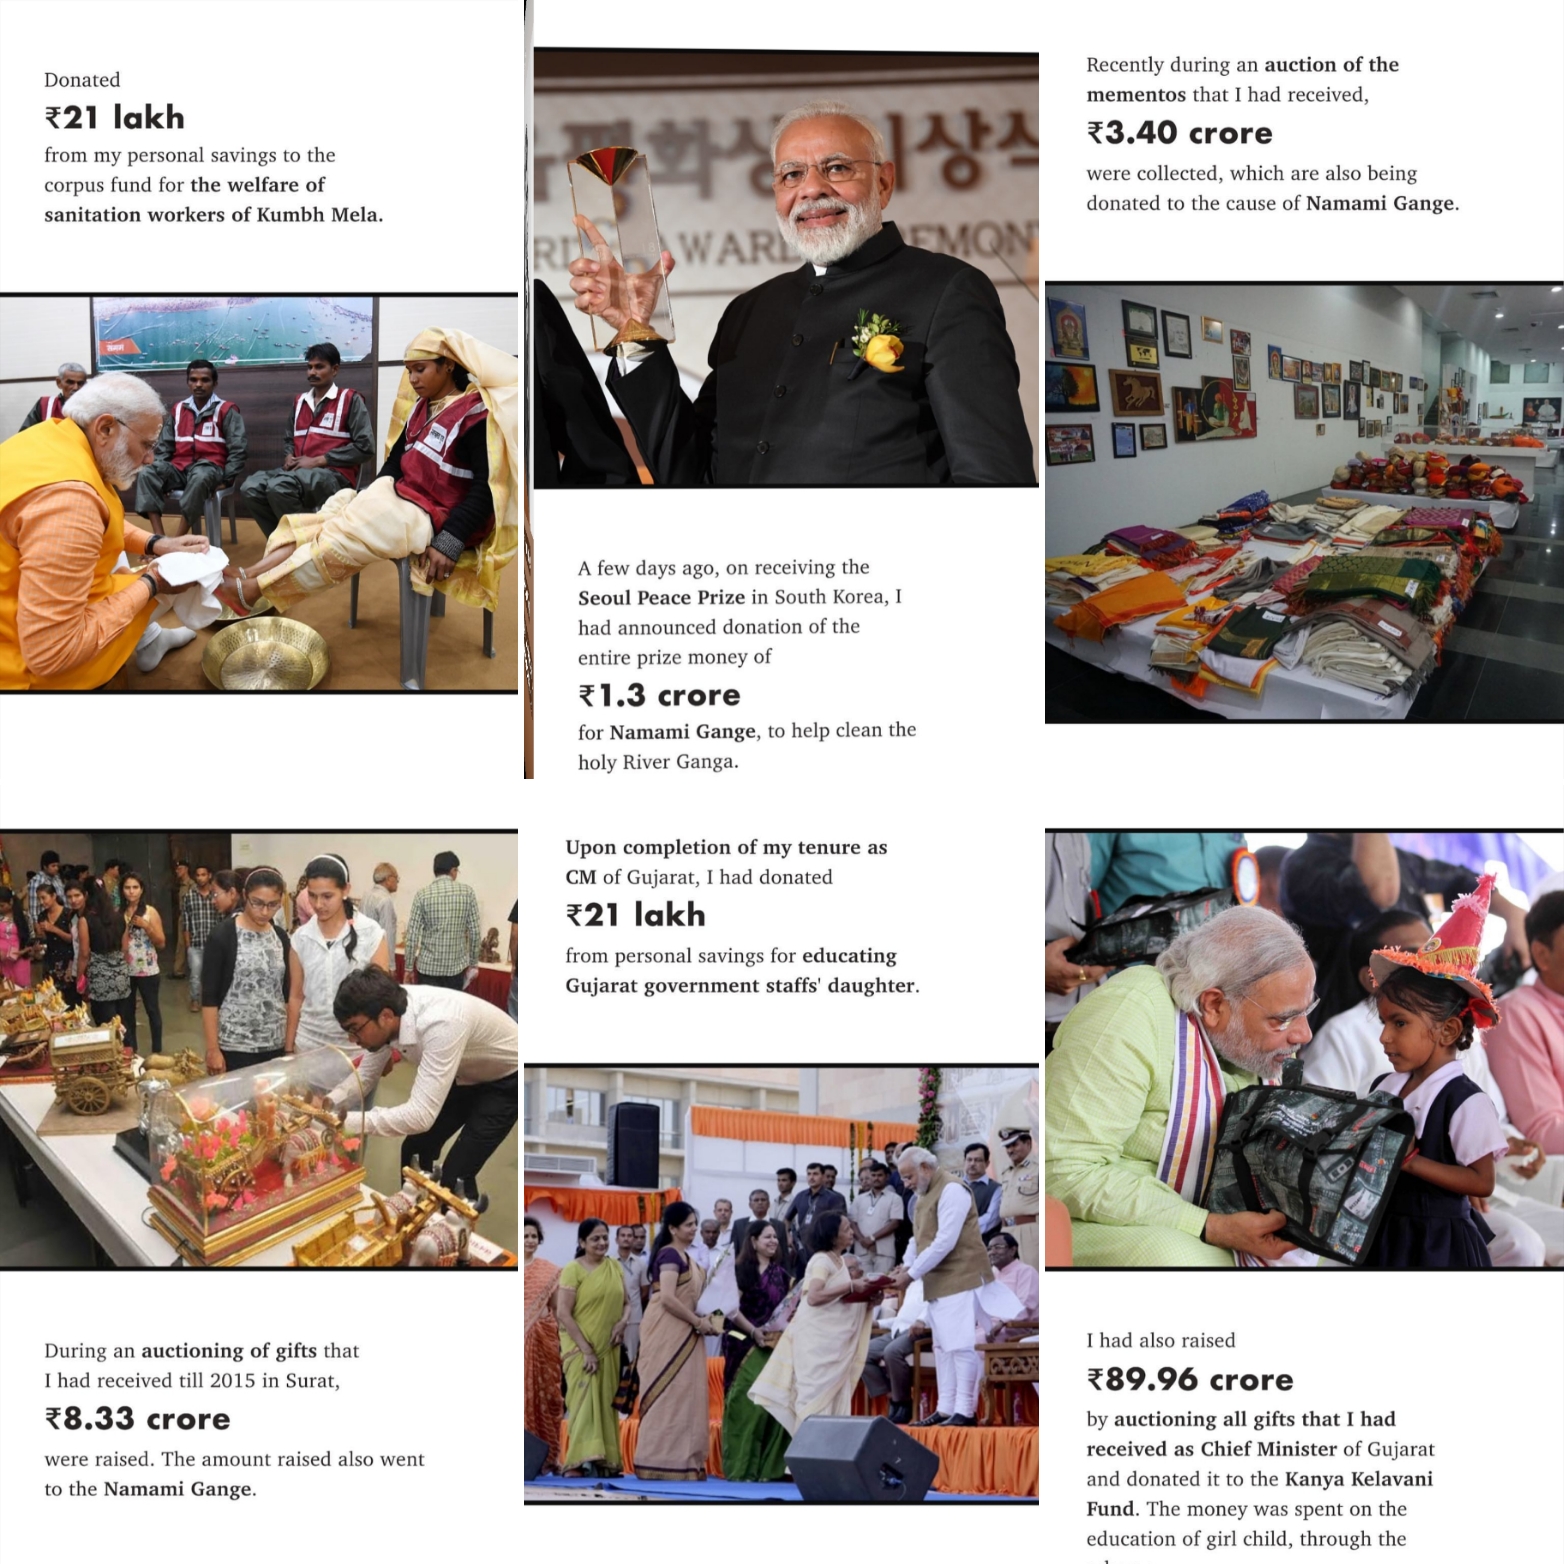 Donated
₹21 lakh
from my personal savings to the
corpus fund for the welfare of
sanitation workers of Kumbh Mela.
평화상 시상식
WARD
A few days ago, on receiving the
Seoul Peace Prize in South Korea, I
had announced donation of the
entire prize money of
₹1.3 crore
for Namami Gange, to help clean the
holy River Ganga.
Recently during an auction of the
mementos that I had received,
₹3.40 crore
were collected, which are also being
donated to the cause of Namami Gange.
During an auctioning of gifts that
I had received till 2015 in Surat,
₹8.33 crore
were raised. The amount raised also went
to the Namami Gange.
Upon completion of my tenure as
CM of Gujarat, I had donated
₹21 lakh
from personal savings for educating
Gujarat government staffs' daughter.
I had also raised
₹89.96 crore
by auctioning all gifts that I had
received as Chief Minister of Gujarat
and donated it to the Kanya Kelavani
Fund. The money was spent on the
education of girl child, through the